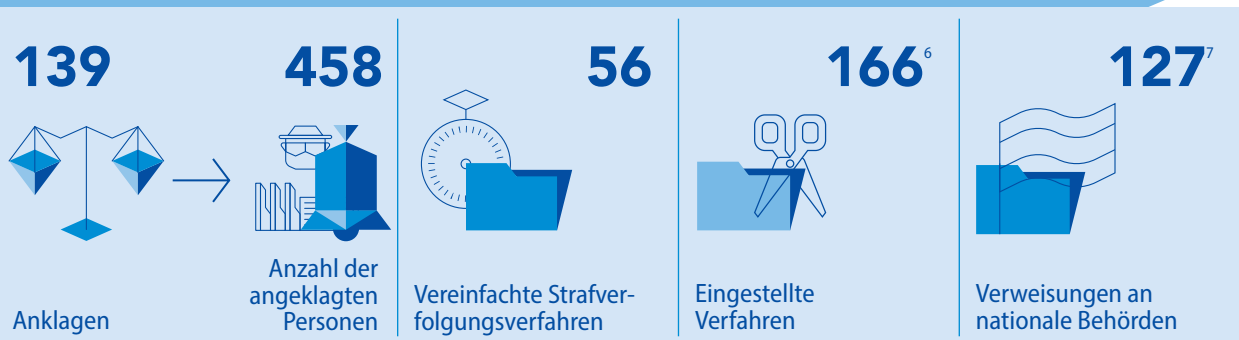 139
Anklagen
458
Anzahl der
angeklagten
Personen
56
Vereinfachte Strafver-
folgungsverfahren
166⁶
Eingestellte
Verfahren
127⁷
Verweisungen an
nationale Behörden